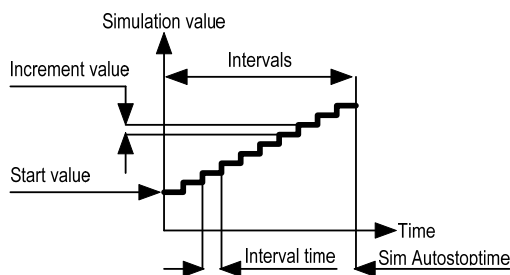 Simulation value
Intervals
Increment value
Start value
Time
Interval time
Sim Autostoptime